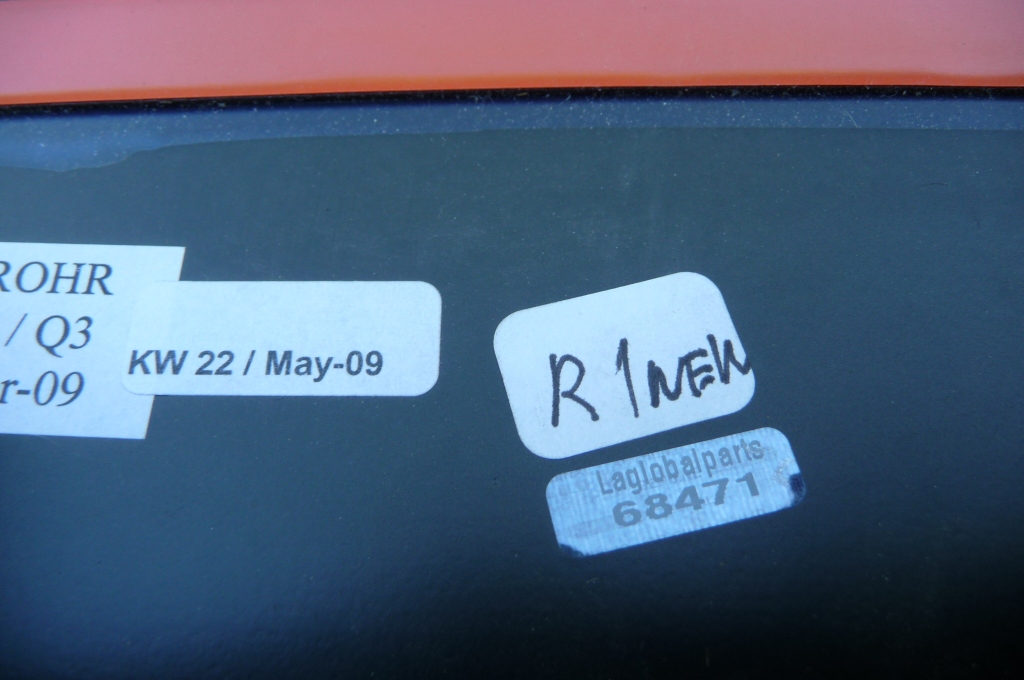 ROHR
/ Q3
r-09
KW 22 / May-09
R 1 NEW
Laglobalparts
68471